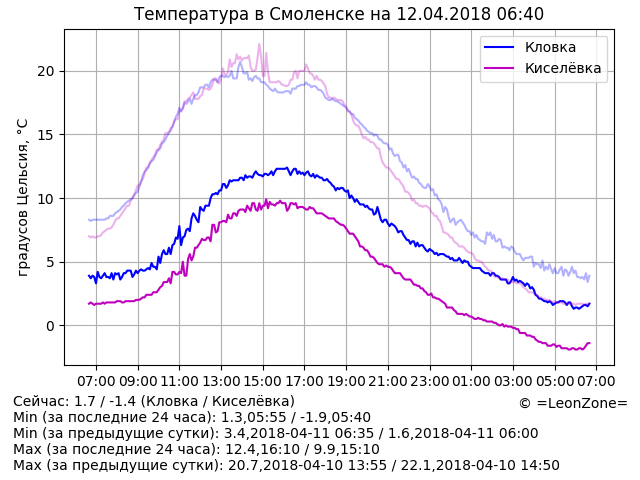 Температура в Смоленске на 12.04.2018 06:40
Кловка
Киселёвка
градусов Цельсия, °C
20
15
10
5
0
07:00 09:00 11:00 13:00 15:00 17:00 19:00 21:00 23:00 01:00 03:00 05:00 07:00
Сейчас: 1.7 / -1.4 (Кловка / Киселёвка)
© =LeonZone=
Min (за последние 24 часа): 1.3,05:55 / -1.9,05:40
Min (за предыдущие сутки): 3.4,2018-04-11 06:35 / 1.6,2018-04-11 06:00
Max (за последние 24 часа): 12.4,16:10 / 9.9,15:10
Max (за предыдущие сутки): 20.7,2018-04-10 13:55 / 22.1,2018-04-10 14:50